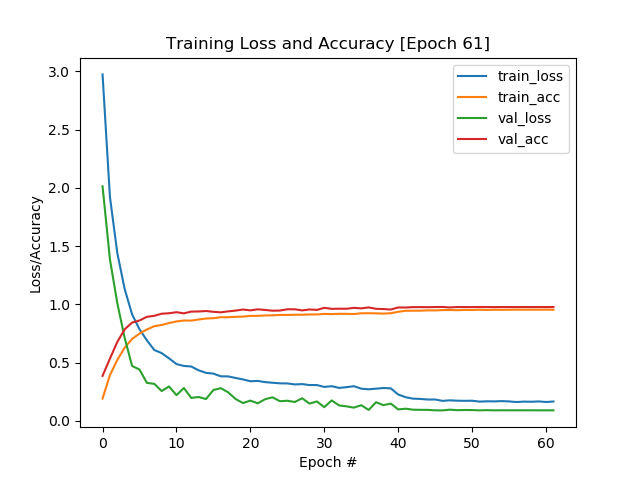 Training Loss and Accuracy [Epoch 61]
3.0
2.5
2.0
1.5
1.0
0.5
0.0
Loss/Accuracy
train_loss
train_acc
val_loss
val_acc
0
10
20
30
40
50
60
Epoch #